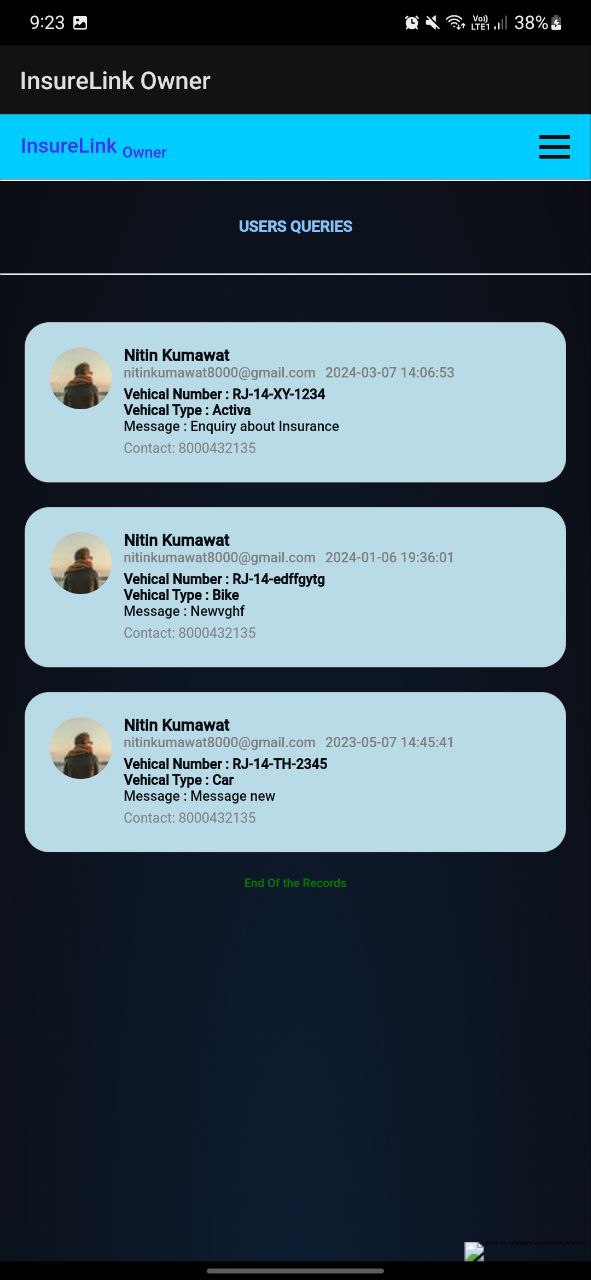 9:23 Vo)) LTE1 38%
InsureLink Owner
InsureLink Owner
USERS QUERIES
Nitin Kumawat
nitinkumawat8000@gmail.com 2024-03-07 14:06:53
Vehical Number : RJ-14-XY-1234
Vehical Type : Activa
Message : Enquiry about Insurance
Contact: 8000432135
Nitin Kumawat
nitinkumawat8000@gmail.com 2024-01-06 19:36:01
Vehical Number : RJ-14-edffgytg
Vehical Type : Bike
Message : Newvghf
Contact: 8000432135
Nitin Kumawat
nitinkumawat8000@gmail.com 2023-05-07 14:45:41
Vehical Number : RJ-14-TH-2345
Vehical Type : Car
Message : Message new
Contact: 8000432135
End Of the Records